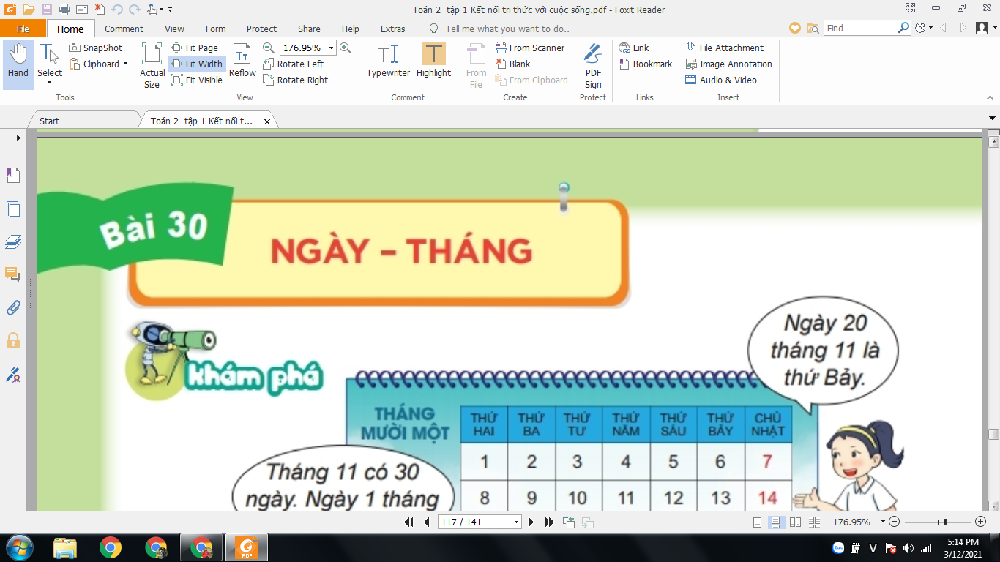 Toán 2  tập 1 Kết nối tri thức với cuộc sống.pdf - Foxit Reader
File Home Comment View Form Protect Share Help Extras Tell me what you want to do.. Find
Hand
Select
SnapShot
Clipboard
Tools
Actual Size
Fit Page
Fit Width
Fit Visible
Reflow
176.95%
Rotate Left
Rotate Right
View
Typewriter
Highlight
Comment
From File
From Scanner
Blank
From Clipboard
Create
PDF Sign
Protect
Link
Bookmark
Links
File Attachment
Image Annotation
Audio & Video
Insert
Start
Toán 2  tập 1 Kết nối t...
Bài 30
NGÀY – THÁNG
khám phá
Ngày 20
tháng 11 là
thứ Bảy.
THÁNG
MƯỜI MỘT
THỨ HAI THỨ BA THỨ TƯ THỨ NĂM THỨ SÁU THỨ BẢY CHỦ NHẬT
1 2 3 4 5 6 7
8 9 10 11 12 13 14
Tháng 11 có 30
ngày. Ngày 1 tháng
117 / 141
176.95%
PDF
Zalo
V
5:14 PM
3/12/2021